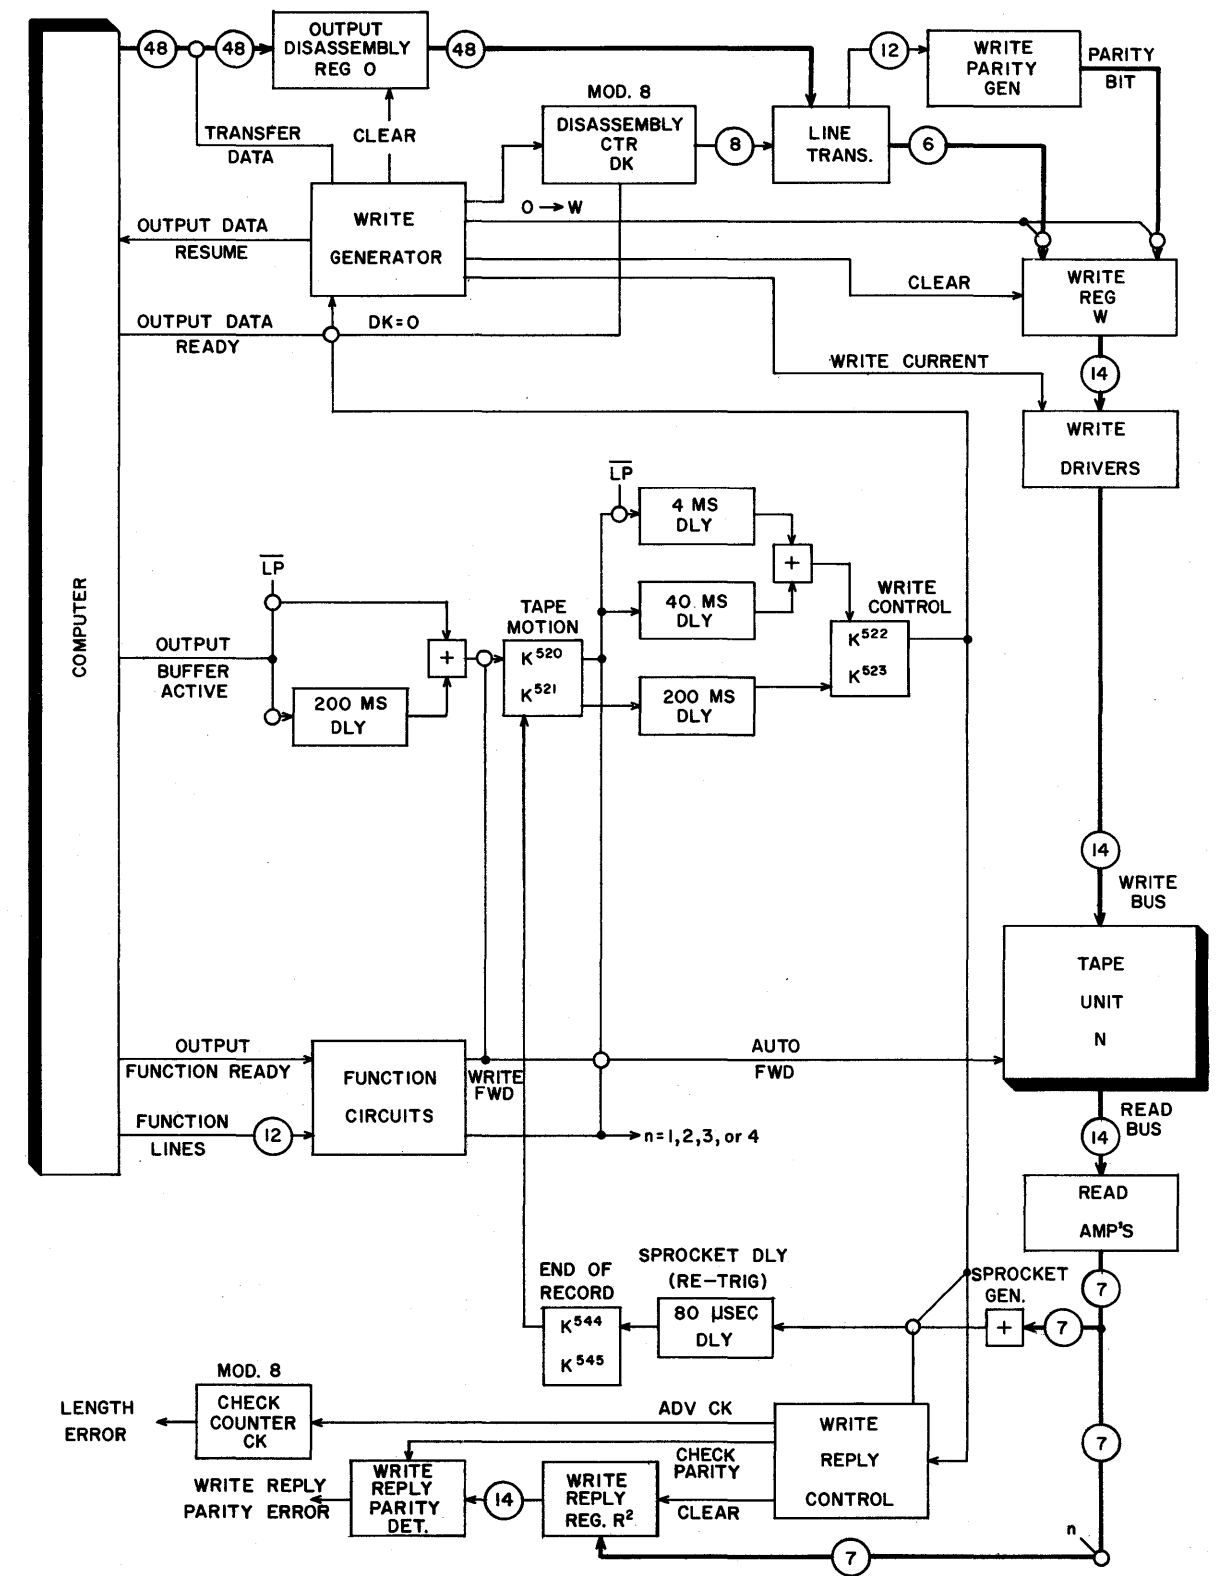 OUTPUT
DISASSEMBLY
REG O
48
48
48
12
WRITE
PARITY
GEN
PARITY
BIT
MOD. 8
DISASSEMBLY
CTR
DK
8
LINE
TRANS.
6
TRANSFER
DATA
CLEAR
WRITE
GENERATOR
O → W
OUTPUT DATA
RESUME
CLEAR
WRITE
REG
W
OUTPUT DATA
READY
DK=O
WRITE CURRENT
14
WRITE
DRIVERS
COMPUTER
L̅P̅
4 MS
DLY
+
L̅P̅
40 MS
DLY
WRITE
CONTROL
TAPE
MOTION
K⁵²⁰
K⁵²¹
K⁵²²
K⁵²³
OUTPUT
BUFFER
ACTIVE
+
200 MS
DLY
200 MS
DLY
14
WRITE
BUS
TAPE
UNIT
N
OUTPUT
FUNCTION READY
FUNCTION
CIRCUITS
WRITE
FWD
AUTO
FWD
FUNCTION
LINES
12
n=1,2,3, or 4
READ
BUS
14
READ
AMP'S
SPROCKET DLY
(RE-TRIG)
END OF
RECORD
K⁵⁴⁴
K⁵⁴⁵
80 µSEC
DLY
SPROCKET
GEN.
+
7
7
MOD. 8
CHECK
COUNTER
CK
LENGTH
ERROR
ADV CK
WRITE
REPLY
CONTROL
7
CHECK
PARITY
WRITE REPLY
PARITY ERROR
WRITE
REPLY
PARITY
DET.
14
WRITE
REPLY
REG. R²
CLEAR
7
n